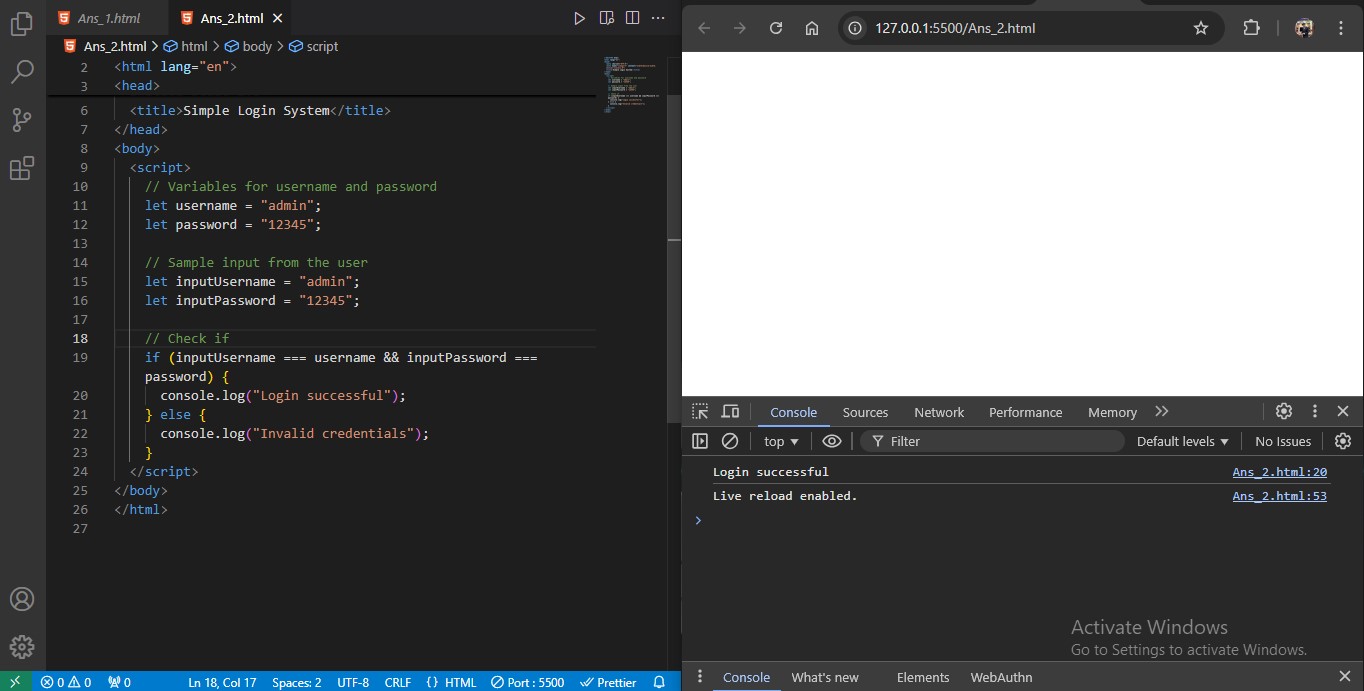 Ans_1.html
Ans_2.html
Ans_2.html > html > body > script
2 <html lang="en">
3 <head>
6 <title>Simple Login System</title>
7 </head>
8 <body>
9 <script>
10 // Variables for username and password
11 let username = "admin";
12 let password = "12345";
13
14 // Sample input from the user
15 let inputUsername = "admin";
16 let inputPassword = "12345";
17
18 // Check if
19 if (inputUsername === username && inputPassword ===
password) {
20 console.log("Login successful");
21 } else {
22 console.log("Invalid credentials");
23 }
24 </script>
25 </body>
26 </html>
27
0 0 0 Ln 18, Col 17 Spaces: 2 UTF-8 CRLF {} HTML Port : 5500 Prettier
127.0.0.1:5500/Ans_2.html
Console Sources Network Performance Memory
top Filter Default levels No Issues
Login successful Ans_2.html:20
Live reload enabled. Ans_2.html:53
Activate Windows
Go to Settings to activate Windows.
Console What's new Elements WebAuthn